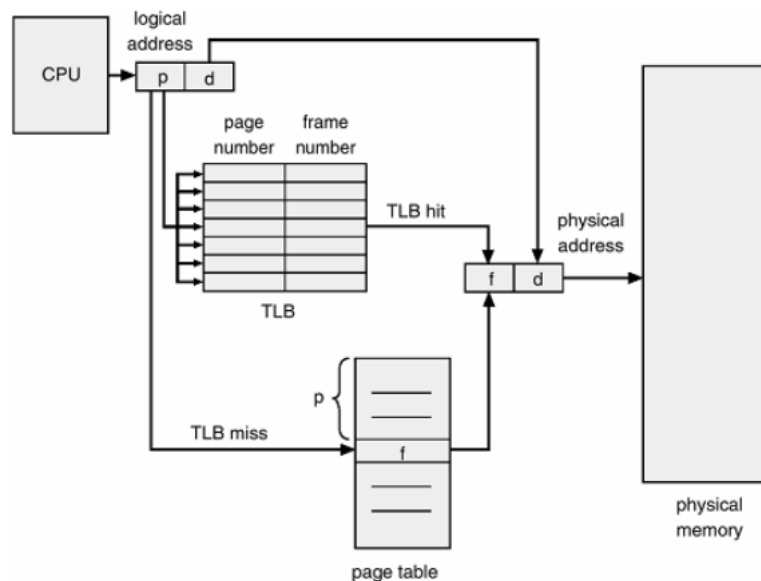 logical
address
CPU
p
d
page
number
frame
number
TLB hit
physical
address
f
d
TLB
p
TLB miss
f
page table
physical
memory